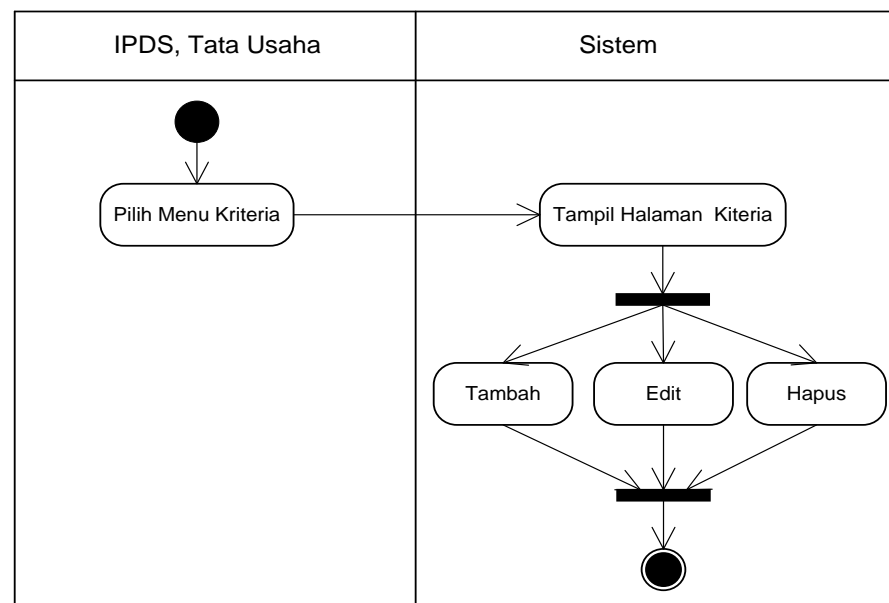 IPDS, Tata Usaha
Sistem
Pilih Menu Kriteria
Tampil Halaman Kiteria
Tambah
Edit
Hapus